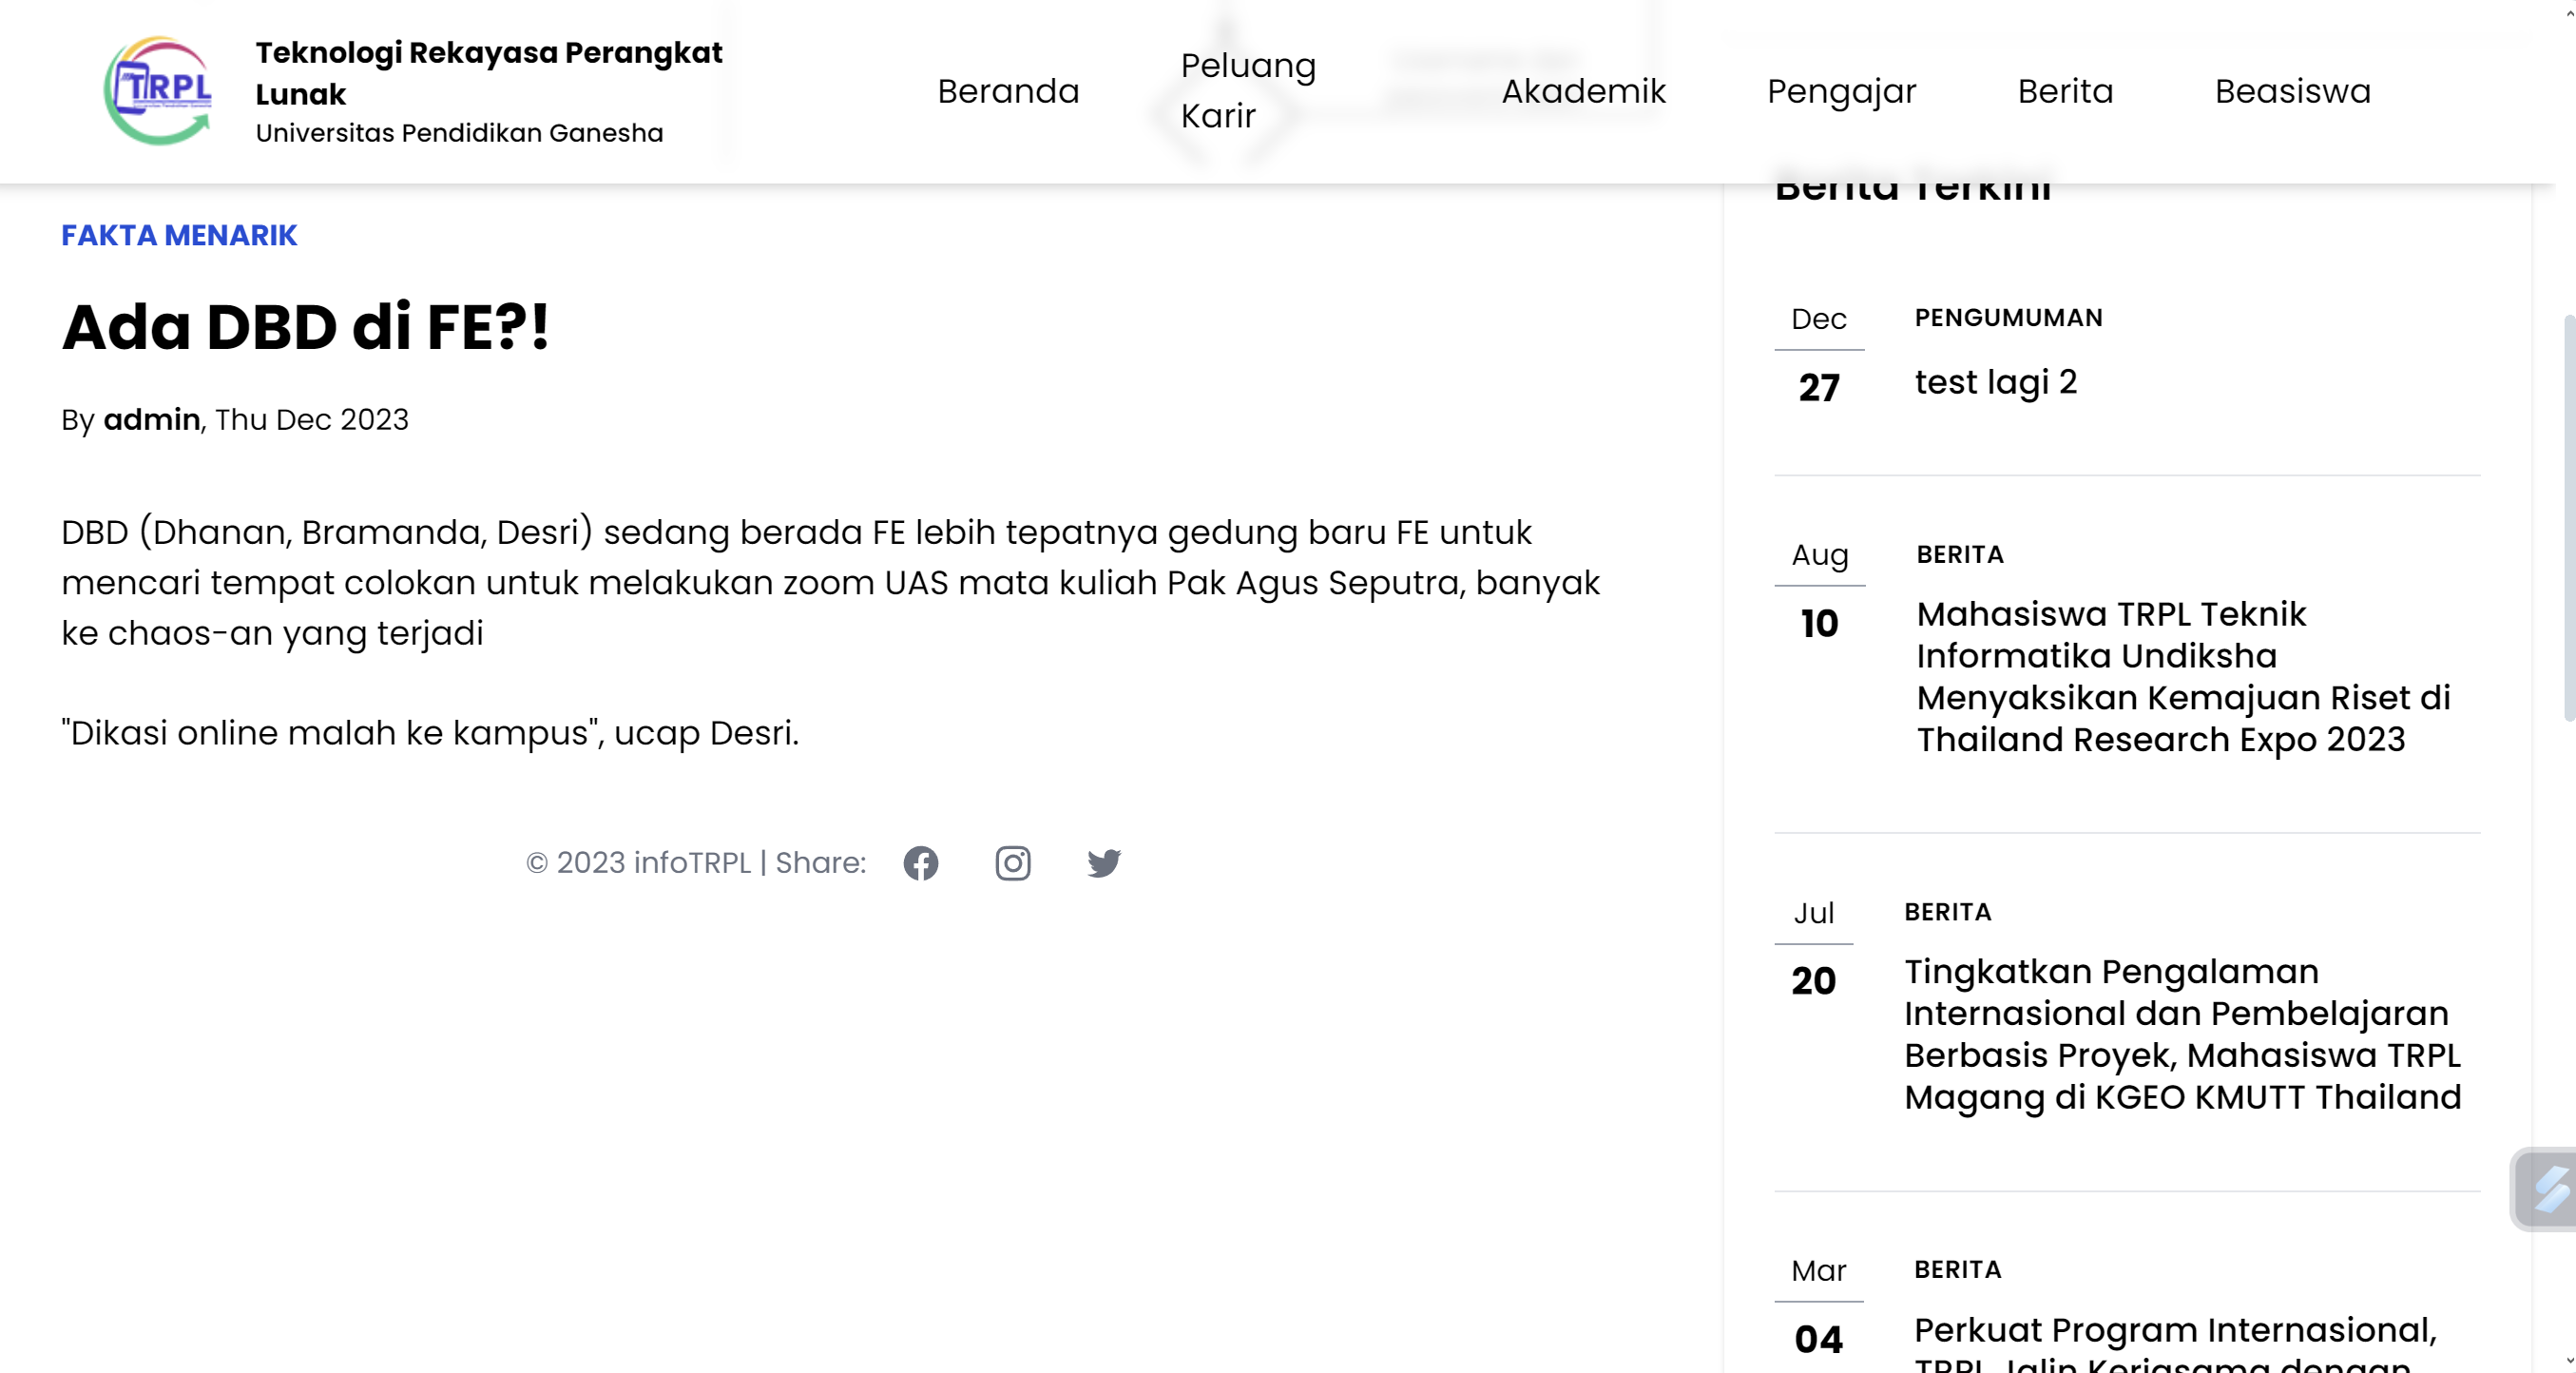 TRPL
Teknologi Rekayasa Perangkat
Lunak
Universitas Pendidikan Ganesha
Beranda
Peluang
Karir
Akademik
Pengajar
Berita
Beasiswa
FAKTA MENARIK
Ada DBD di FE?!
By admin, Thu Dec 2023
DBD (Dhanan, Bramanda, Desri) sedang berada FE lebih tepatnya gedung baru FE untuk
mencari tempat colokan untuk melakukan zoom UAS mata kuliah Pak Agus Seputra, banyak
ke chaos-an yang terjadi
"Dikasi online malah ke kampus", ucap Desri.
© 2023 infoTRPL | Share:
Berita Terkini
Dec
27
PENGUMUMAN
test lagi 2
Aug
10
BERITA
Mahasiswa TRPL Teknik
Informatika Undiksha
Menyaksikan Kemajuan Riset di
Thailand Research Expo 2023
Jul
20
BERITA
Tingkatkan Pengalaman
Internasional dan Pembelajaran
Berbasis Proyek, Mahasiswa TRPL
Magang di KGEO KMUTT Thailand
Mar
04
BERITA
Perkuat Program Internasional,
TRPL Jalin Kerjasama dengan